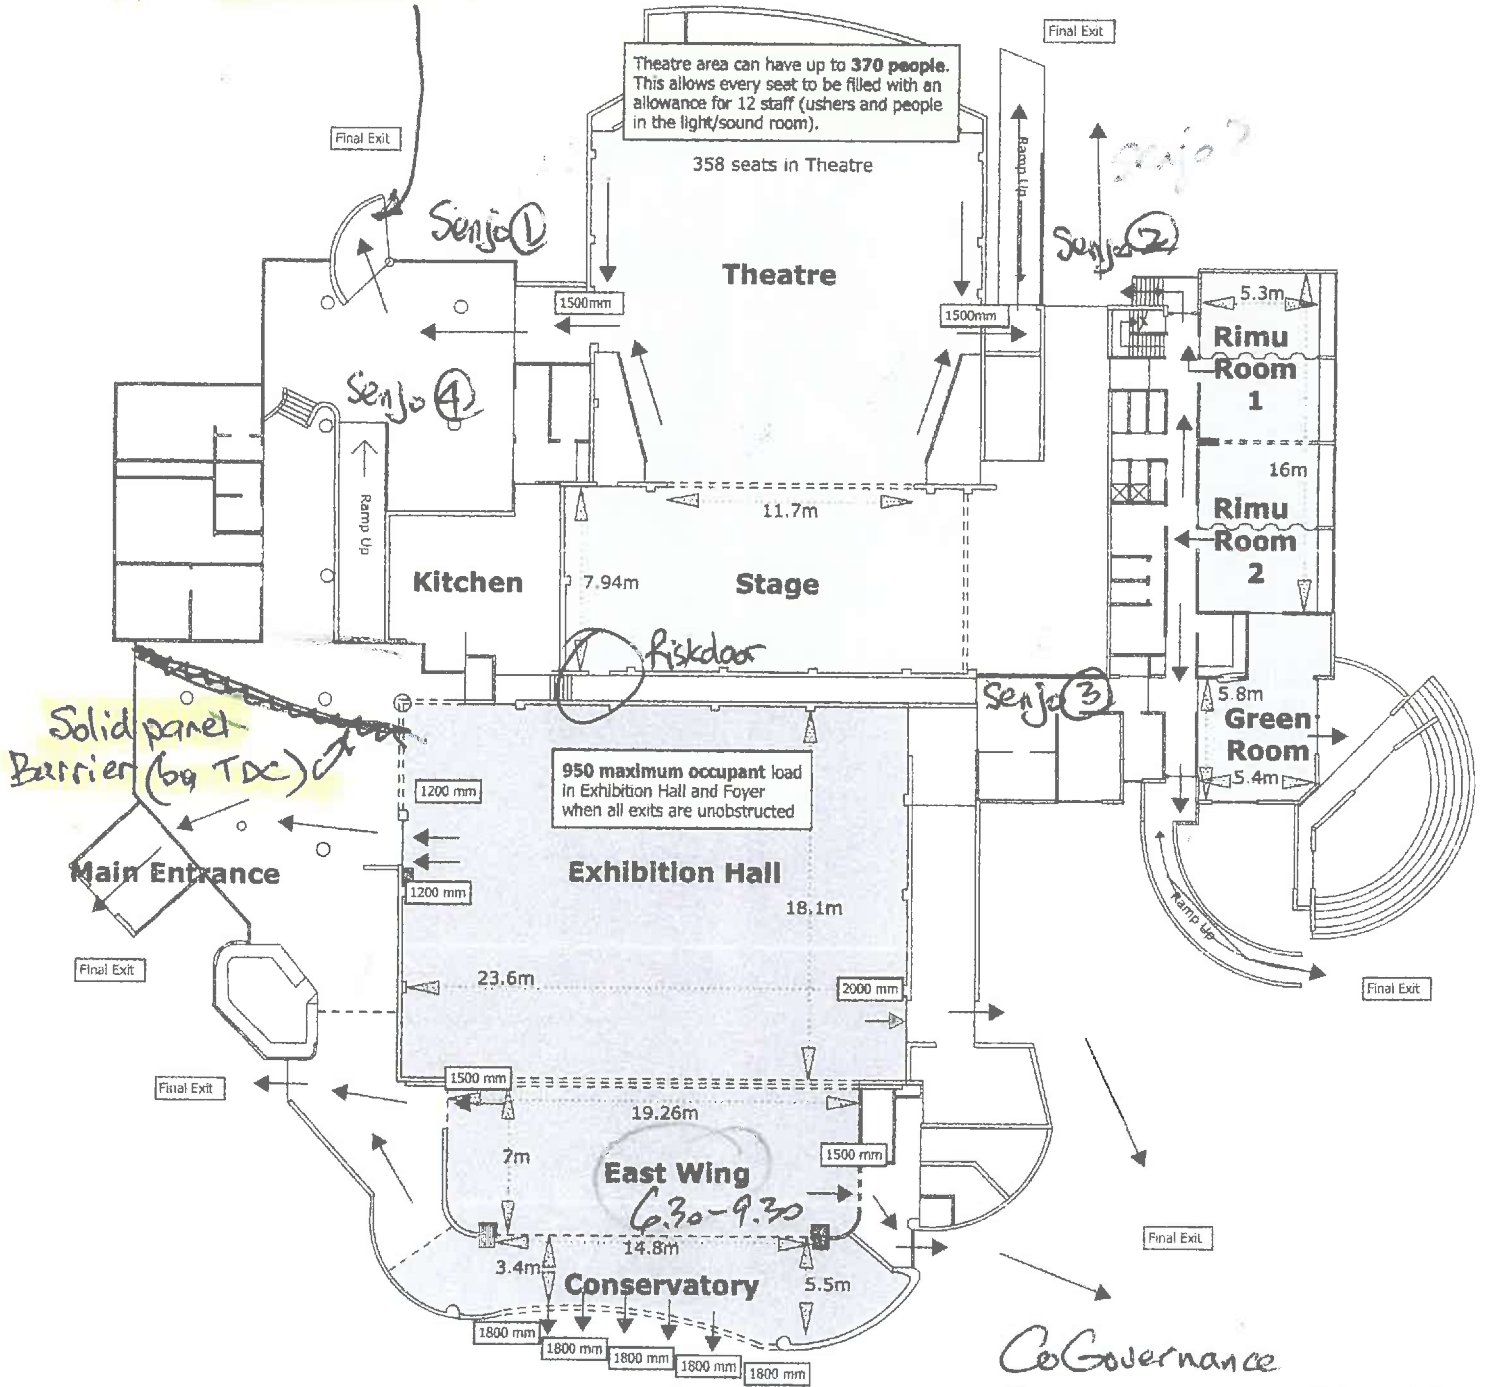 Final Exit
Theatre area can have up to 370 people.
This allows every seat to be filled with an
allowance for 12 staff (ushers and people
in the light/sound room).
Final Exit
358 seats in Theatre
Ramp Up
senjo?
Senjo 1
Senjo 2
Theatre
1500mm
1500mm
5.3m
Rimu
Room
1
Senjo 4
Ramp Up
16m
11.7m
Rimu
Room
2
Kitchen
7.94m
Stage
Riskdoor
Senjo 3
5.8m
Green
Room
5.4m
Solid panel
Barrier (by TDC)
950 maximum occupant load
in Exhibition Hall and Foyer
when all exits are unobstructed
1200 mm
Main Entrance
1200 mm
Exhibition Hall
18.1m
Ramp Up
Final Exit
23.6m
2000 mm
Final Exit
Final Exit
1500 mm
19.26m
7m
1500 mm
East Wing
6.30-9.30
14.8m
Final Exit
3.4m
Conservatory
5.5m
1800 mm
1800 mm
1800 mm
1800 mm
1800 mm
CoGovernance